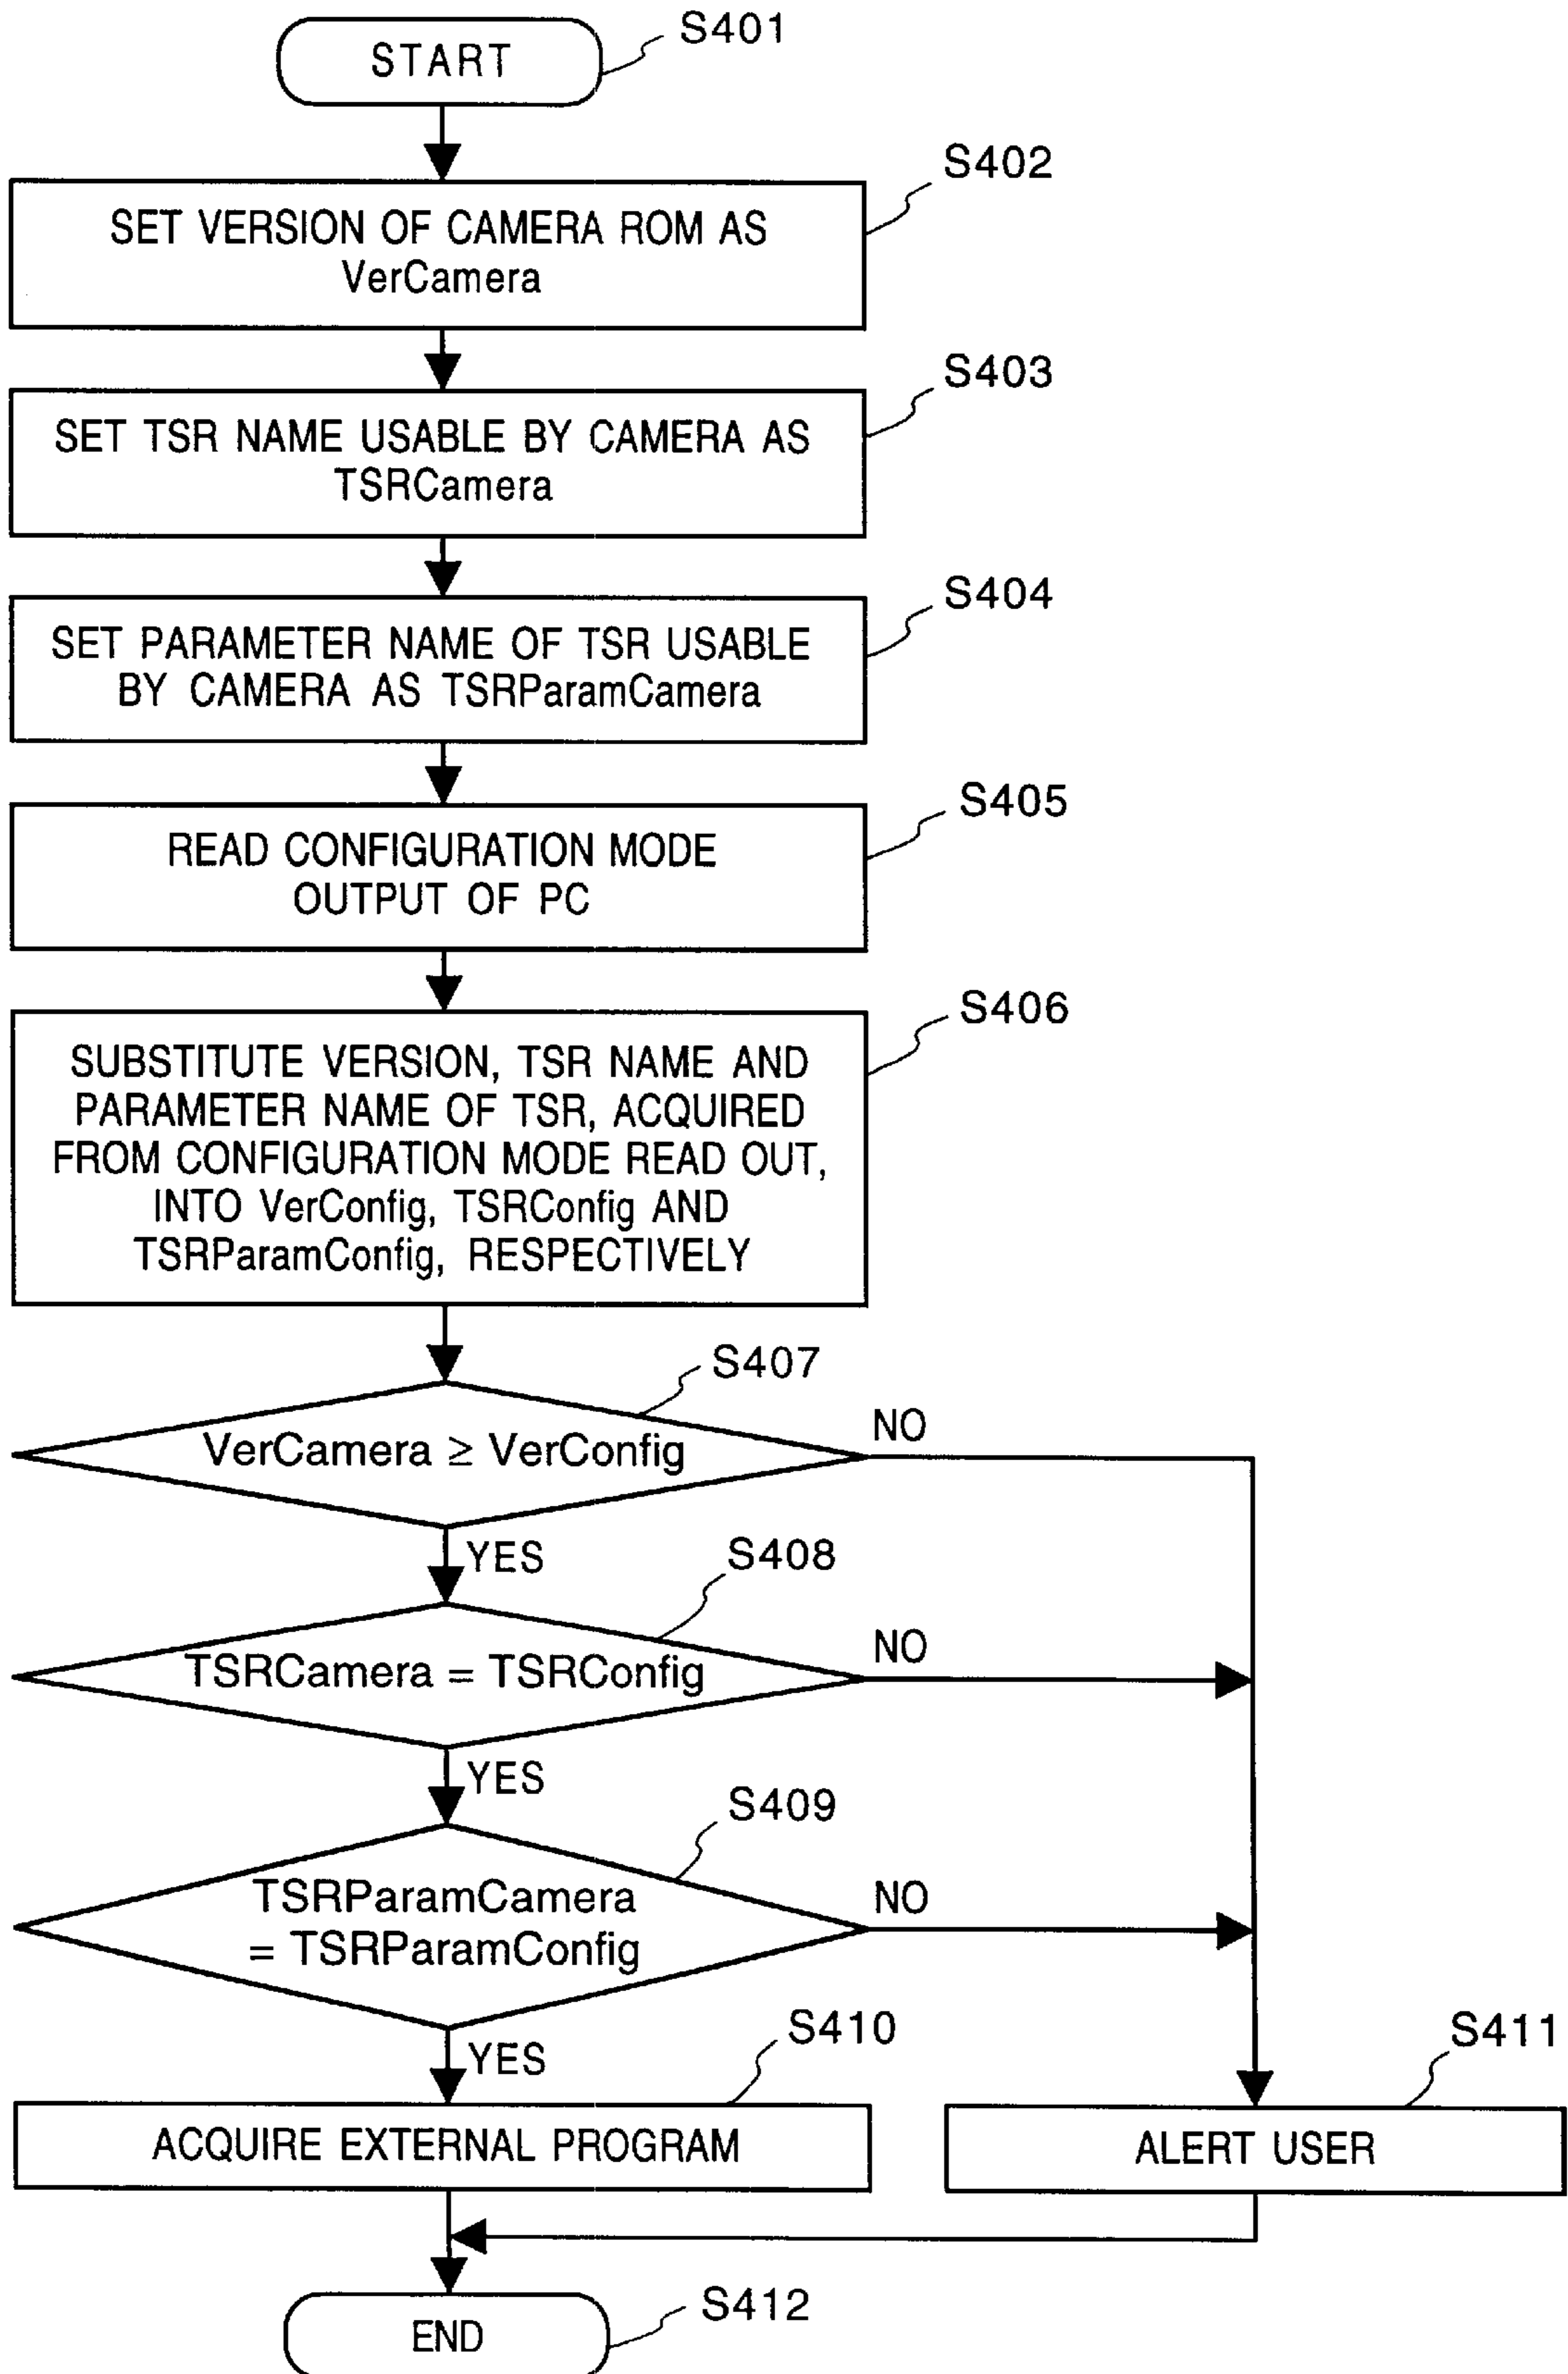 START
S401
S402
SET VERSION OF CAMERA ROM AS
VerCamera
S403
SET TSR NAME USABLE BY CAMERA AS
TSRCamera
S404
SET PARAMETER NAME OF TSR USABLE
BY CAMERA AS TSRParamCamera
S405
READ CONFIGURATION MODE
OUTPUT OF PC
S406
SUBSTITUTE VERSION, TSR NAME AND
PARAMETER NAME OF TSR, ACQUIRED
FROM CONFIGURATION MODE READ OUT,
INTO VerConfig, TSRConfig AND
TSRParamConfig, RESPECTIVELY
S407
VerCamera ≥ VerConfig
NO
YES
S408
TSRCamera = TSRConfig
NO
YES
S409
TSRParamCamera
= TSRParamConfig
NO
YES
S410
ACQUIRE EXTERNAL PROGRAM
S411
ALERT USER
S412
END